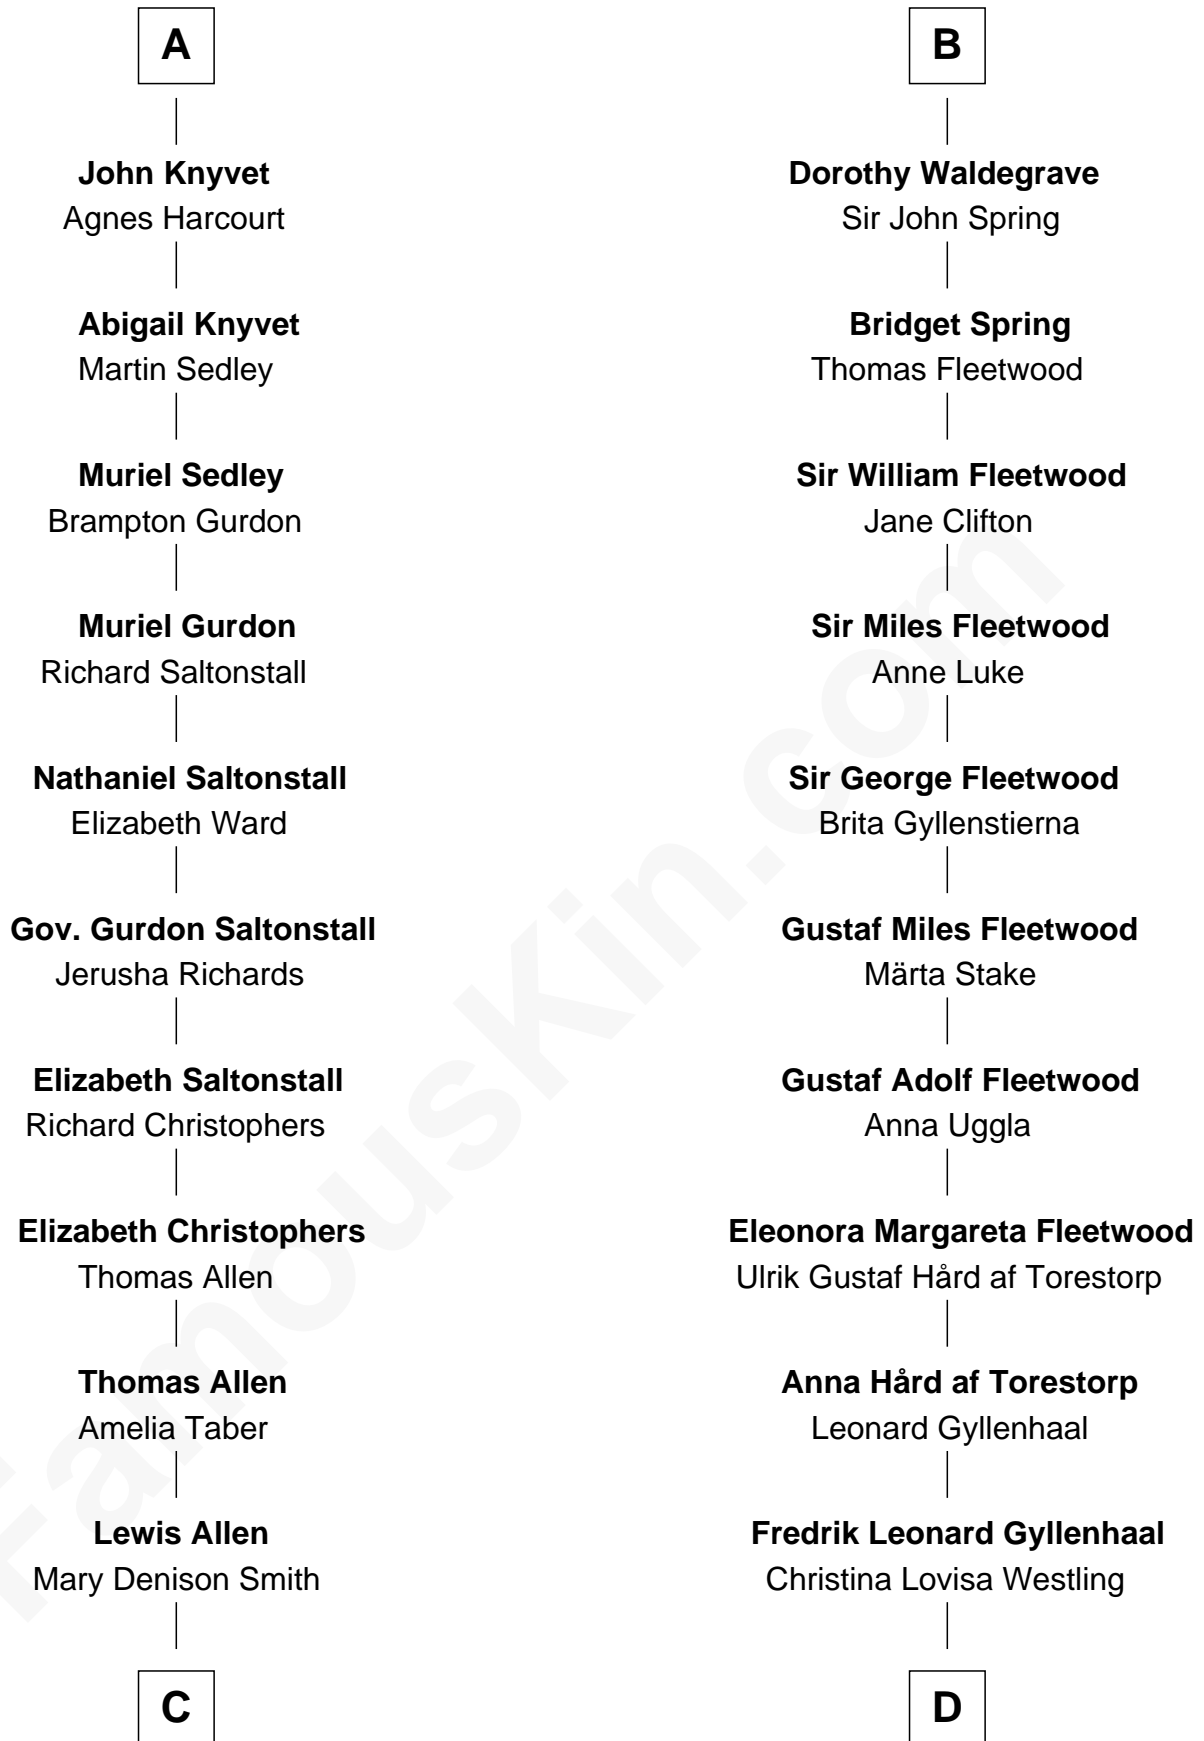 A
John Knyvet
Agnes Harcourt
Abigail Knyvet
Martin Sedley
Muriel Sedley
Brampton Gurdon
Muriel Gurdon
Richard Saltonstall
Nathaniel Saltonstall
Elizabeth Ward
Gov. Gurdon Saltonstall
Jerusha Richards
Elizabeth Saltonstall
Richard Christophers
Elizabeth Christophers
Thomas Allen
Thomas Allen
Amelia Taber
Lewis Allen
Mary Denison Smith
C
B
Dorothy Waldegrave
Sir John Spring
Bridget Spring
Thomas Fleetwood
Sir William Fleetwood
Jane Clifton
Sir Miles Fleetwood
Anne Luke
Sir George Fleetwood
Brita Gyllenstierna
Gustaf Miles Fleetwood
Märta Stake
Gustaf Adolf Fleetwood
Anna Uggla
Eleonora Margareta Fleetwood
Ulrik Gustaf Hård af Torestorp
Anna Hård af Torestorp
Leonard Gyllenhaal
Fredrik Leonard Gyllenhaal
Christina Lovisa Westling
D
FamousKin.com